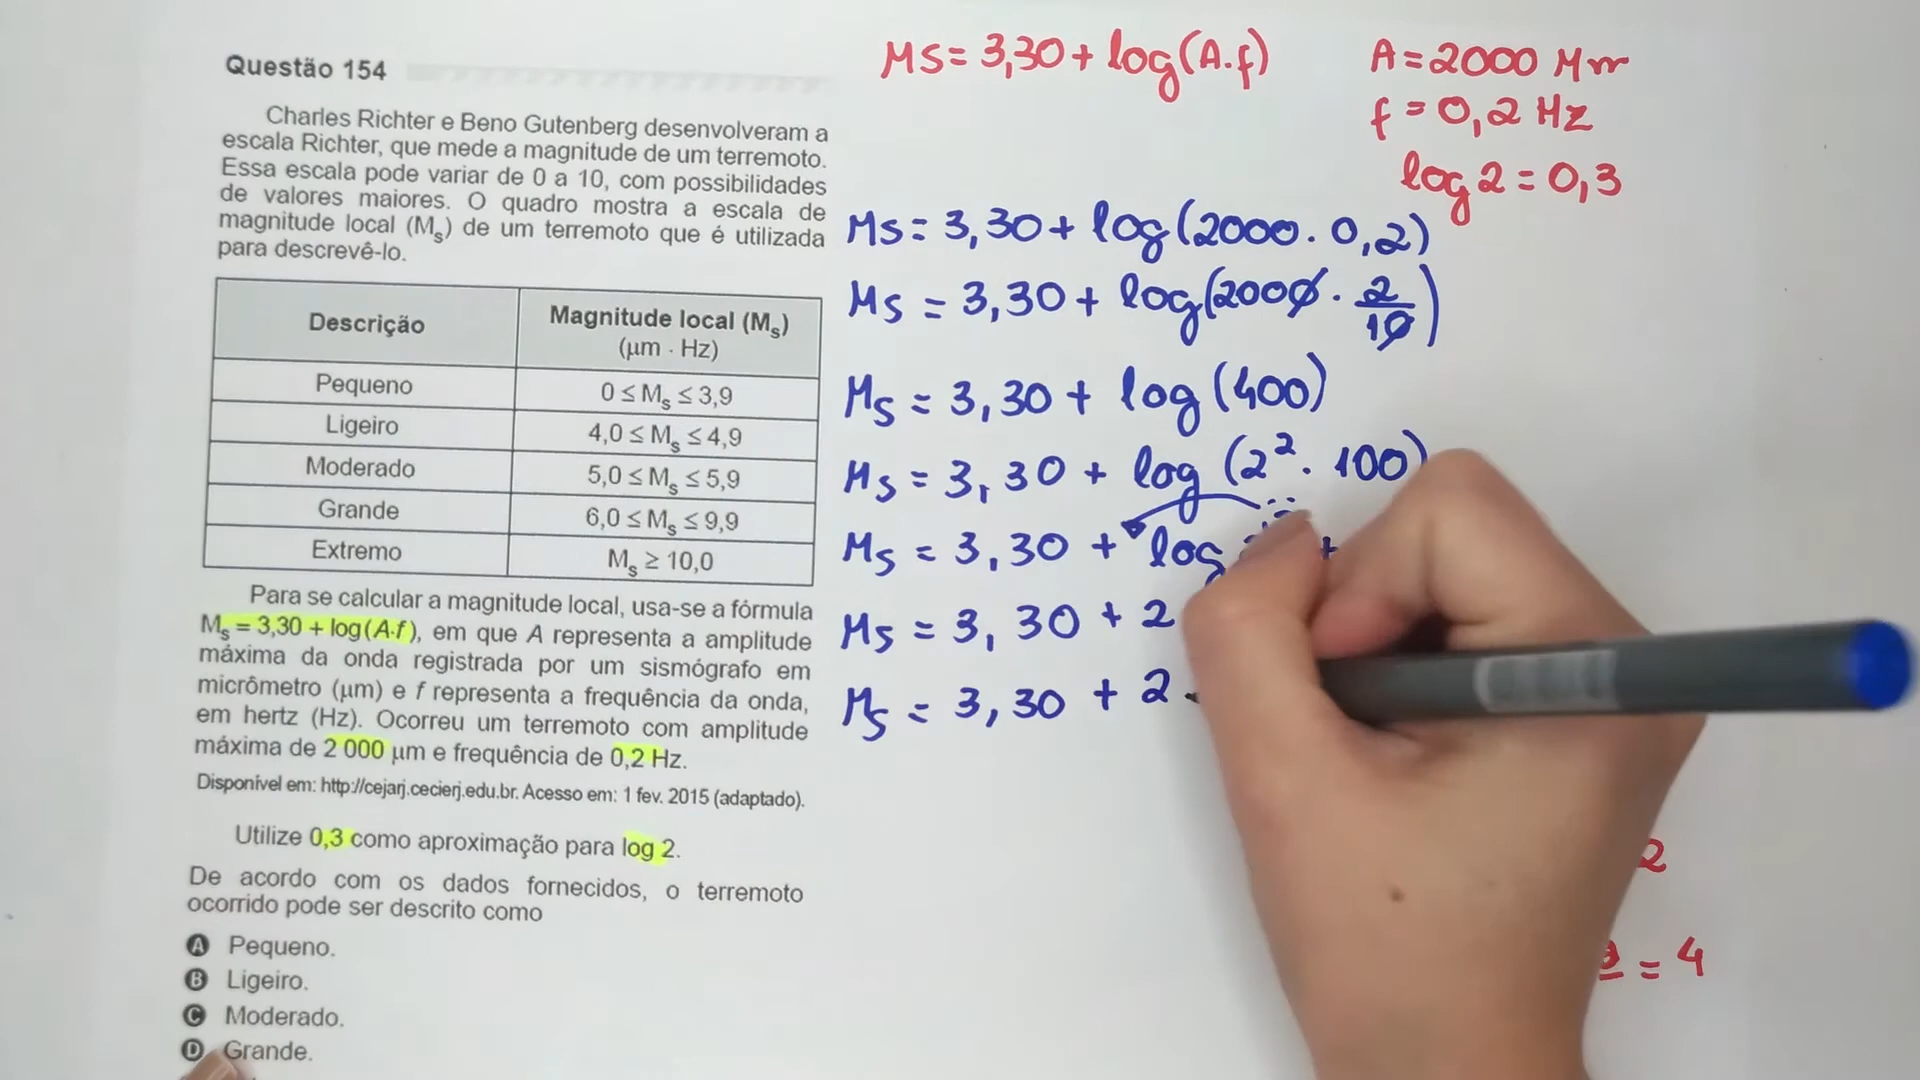 Questão 154
Charles Richter e Beno Gutenberg desenvolveram a
escala Richter, que mede a magnitude de um terremoto.
Essa escala pode variar de 0 a 10, com possibilidades
de valores maiores. O quadro mostra a escala de
magnitude local (Ms) de um terremoto que é utilizada
para descrevê-lo.
Descrição Magnitude local (Ms)
(μm · Hz)
Pequeno 0 ≤ Ms ≤ 3,9
Ligeiro 4,0 ≤ Ms ≤ 4,9
Moderado 5,0 ≤ Ms ≤ 5,9
Grande 6,0 ≤ Ms ≤ 9,9
Extremo Ms ≥ 10,0
Para se calcular a magnitude local, usa-se a fórmula
Ms = 3,30 + log(A·f), em que A representa a amplitude
máxima da onda registrada por um sismógrafo em
micrômetro (μm) e f representa a frequência da onda,
em hertz (Hz). Ocorreu um terremoto com amplitude
máxima de 2 000 μm e frequência de 0,2 Hz.
Disponível em: http://cejarj.cecierj.edu.br. Acesso em: 1 fev. 2015 (adaptado).
Utilize 0,3 como aproximação para log 2.
De acordo com os dados fornecidos, o terremoto
ocorrido pode ser descrito como
A Pequeno.
B Ligeiro.
C Moderado.
D Grande.
Ms = 3,30 + log(A.f)
A = 2000 Mm
f = 0,2 Hz
log 2 = 0,3
Ms = 3,30 + log(2000 . 0,2)
Ms = 3,30 + log(2000 . 2/10)
Ms = 3,30 + log (400)
Ms = 3,30 + log (2² . 100)
Ms = 3,30 + log +
Ms = 3,30 + 2
Ms = 3,30 + 2 .
2
= 4